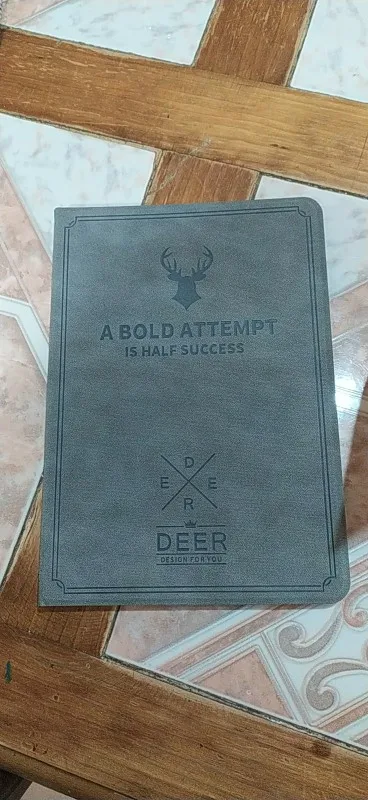 A BOLD ATTEMPT
IS HALF SUCCESS
D
E E
R
DEER
DESIGN FOR YOU